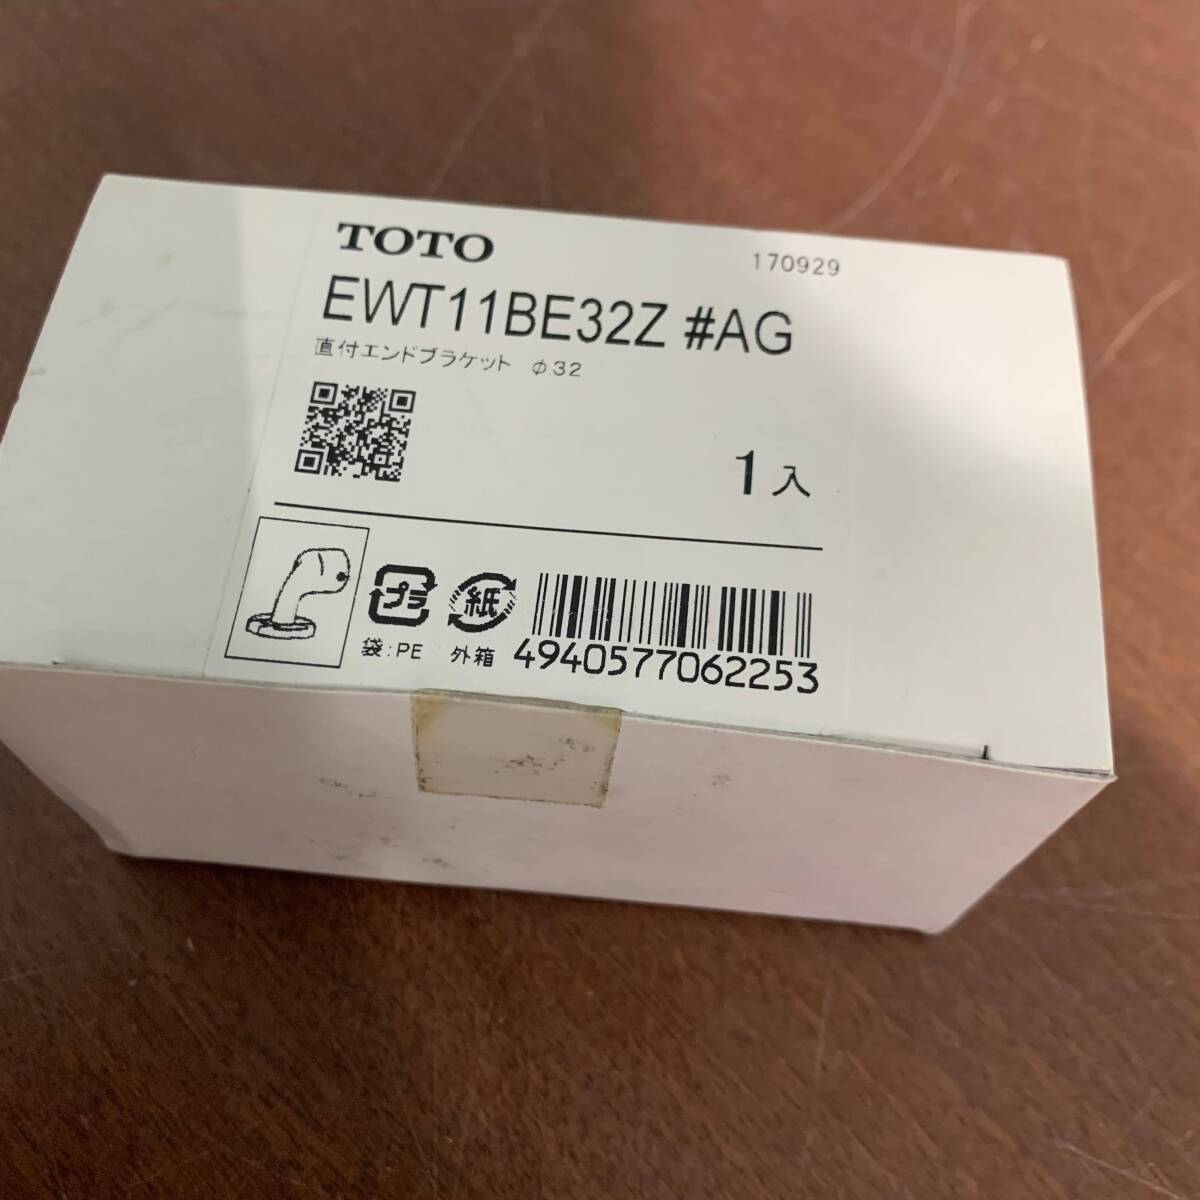 TOTO
170929
EWT11BE32Z #AG
直付エンドブラケット φ32
1入
プラ
紙
袋:PE 外箱
4940577062253